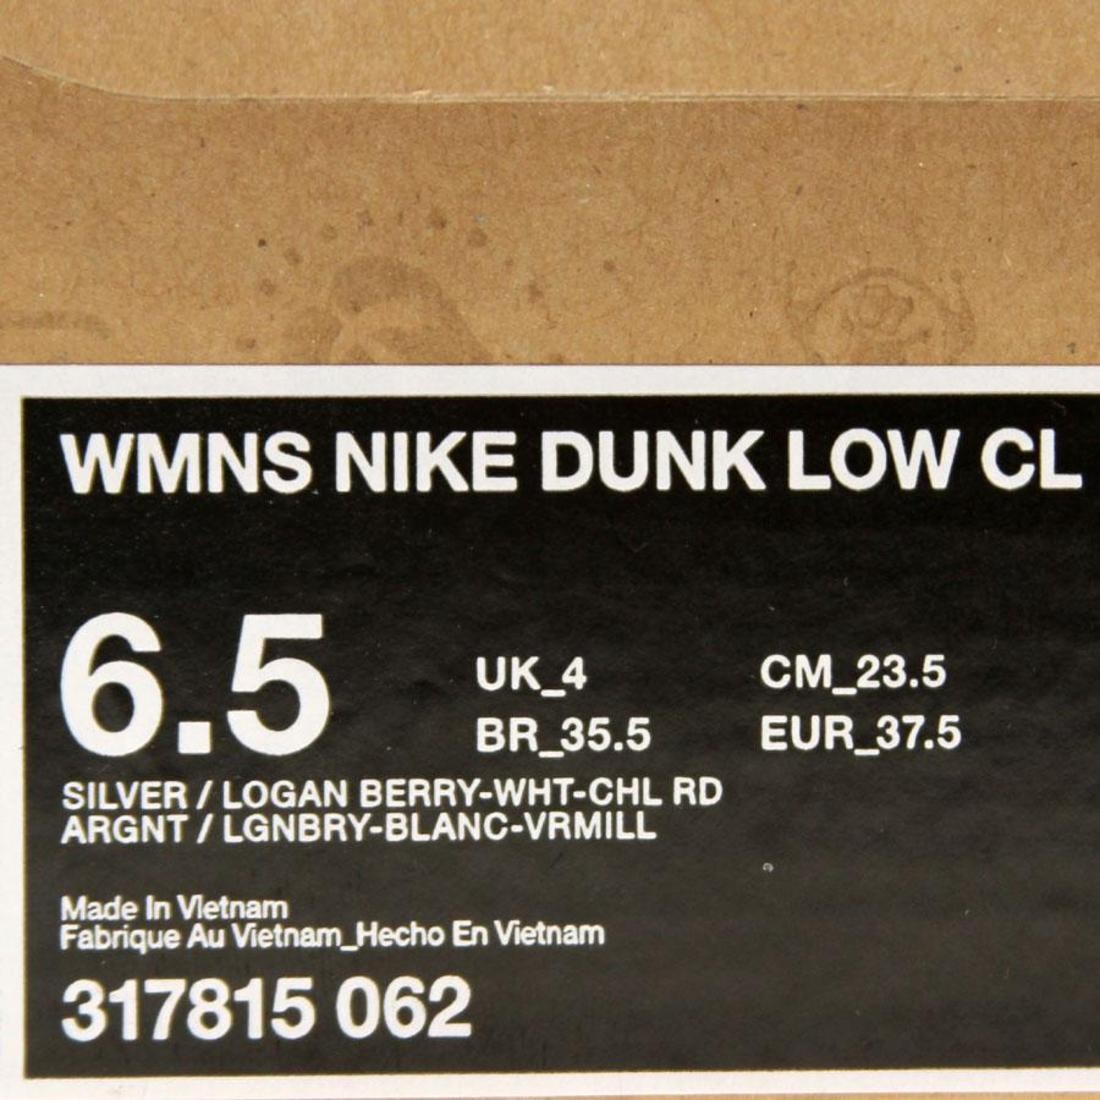 WMNS NIKE DUNK LOW CL
6.5 UK_4 CM_23.5
BR_35.5 EUR_37.5
SILVER / LOGAN BERRY-WHT-CHL RD
ARGNT / LGNBRY-BLANC-VRMILL
Made In Vietnam
Fabrique Au Vietnam_Hecho En Vietnam
317815 062